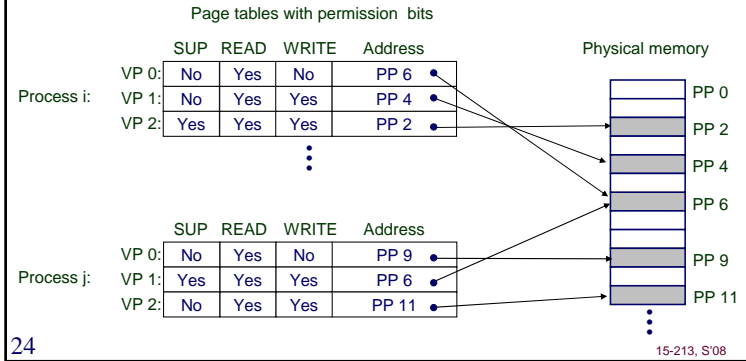 Page tables with permission bits
SUP READ WRITE Address
Physical memory
Process i:
VP 0: No Yes No PP 6
VP 1: No Yes Yes PP 4
VP 2: Yes Yes Yes PP 2
PP 0
PP 2
PP 4
PP 6
PP 9
PP 11
SUP READ WRITE Address
Process j:
VP 0: No Yes No PP 9
VP 1: Yes Yes Yes PP 6
VP 2: No Yes Yes PP 11
24
15-213, S'08